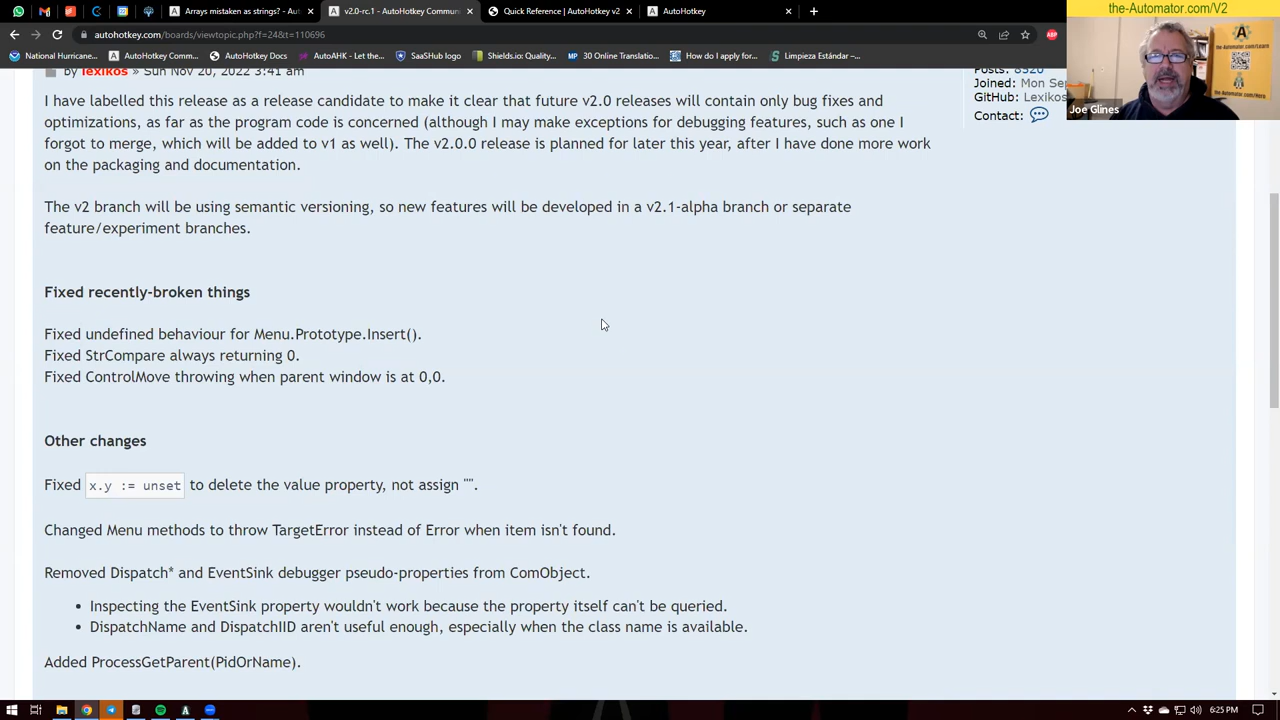 Arrays mistaken as strings? - Aut
v2.0-rc.1 - AutoHotkey Commun
Quick Reference | AutoHotkey v2
AutoHotkey
the-Automator.com/V2
autohotkey.com/boards/viewtopic.php?f=24&t=110696
National Hurricane...
Automation
AutoHotkey Docs
AutoAHK - Let the...
SaaSHub logo
Shields.io: Quality...
30 Online Translatio...
How do I apply for...
Limpieza Estándar –...
by lexikos » Sun Nov 20, 2022 3:41 am
Posts: 8320
Joined: Mon Sep
GitHub: Lexikos
Contact:
Joe Glines
I have labelled this release as a release candidate to make it clear that future v2.0 releases will contain only bug fixes and
optimizations, as far as the program code is concerned (although I may make exceptions for debugging features, such as one I
forgot to merge, which will be added to v1 as well). The v2.0.0 release is planned for later this year, after I have done more work
on the packaging and documentation.
The v2 branch will be using semantic versioning, so new features will be developed in a v2.1-alpha branch or separate
feature/experiment branches.
Fixed recently-broken things
Fixed undefined behaviour for Menu.Prototype.Insert().
Fixed StrCompare always returning 0.
Fixed ControlMove throwing when parent window is at 0,0.
Other changes
Fixed x.y := unset to delete the value property, not assign "".
Changed Menu methods to throw TargetError instead of Error when item isn't found.
Removed Dispatch* and EventSink debugger pseudo-properties from ComObject.
• Inspecting the EventSink property wouldn't work because the property itself can't be queried.
• DispatchName and DispatchIID aren't useful enough, especially when the class name is available.
Added ProcessGetParent(PidOrName).
6:25 PM